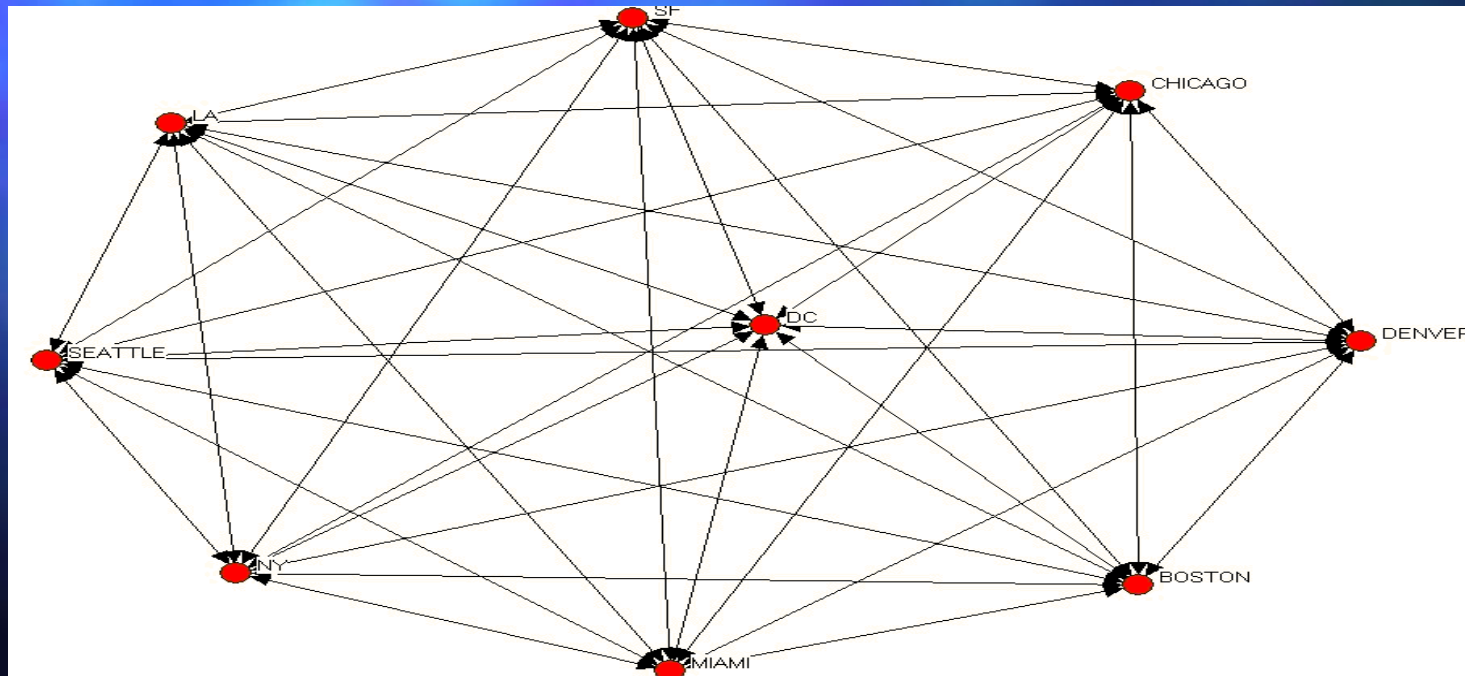 SF
CHICAGO
LA
DC
DENVER
SEATTLE
NY
BOSTON
MIAMI